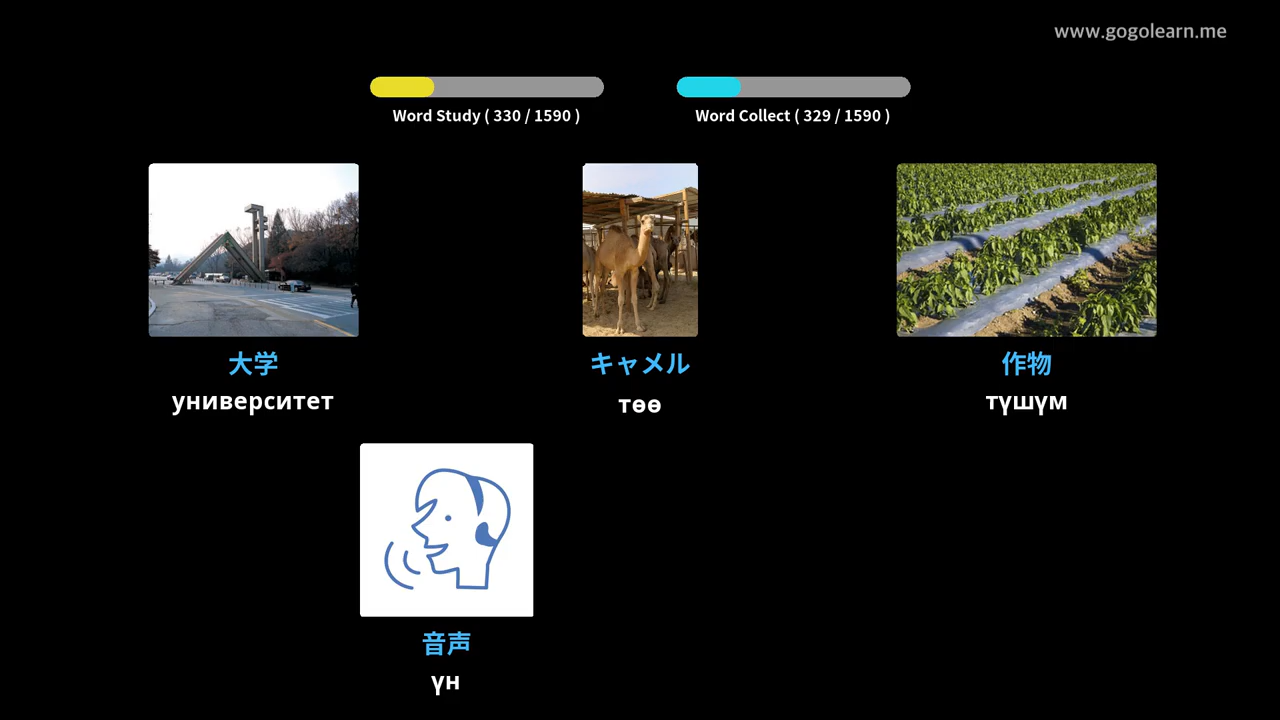 www.gogolearn.me
Word Study ( 330 / 1590 )
Word Collect ( 329 / 1590 )
大学
университет
キャメル
төө
作物
түшүм
音声
үн